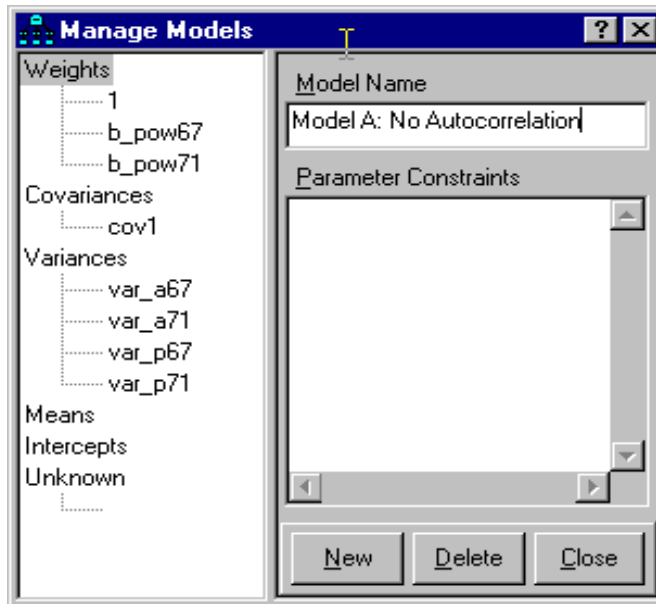 Manage Models
Weights
1
b_pow67
b_pow71
Covariances
cov1
Variances
var_a67
var_a71
var_p67
var_p71
Means
Intercepts
Unknown
Model Name
Model A: No Autocorrelation
Parameter Constraints
New
Delete
Close